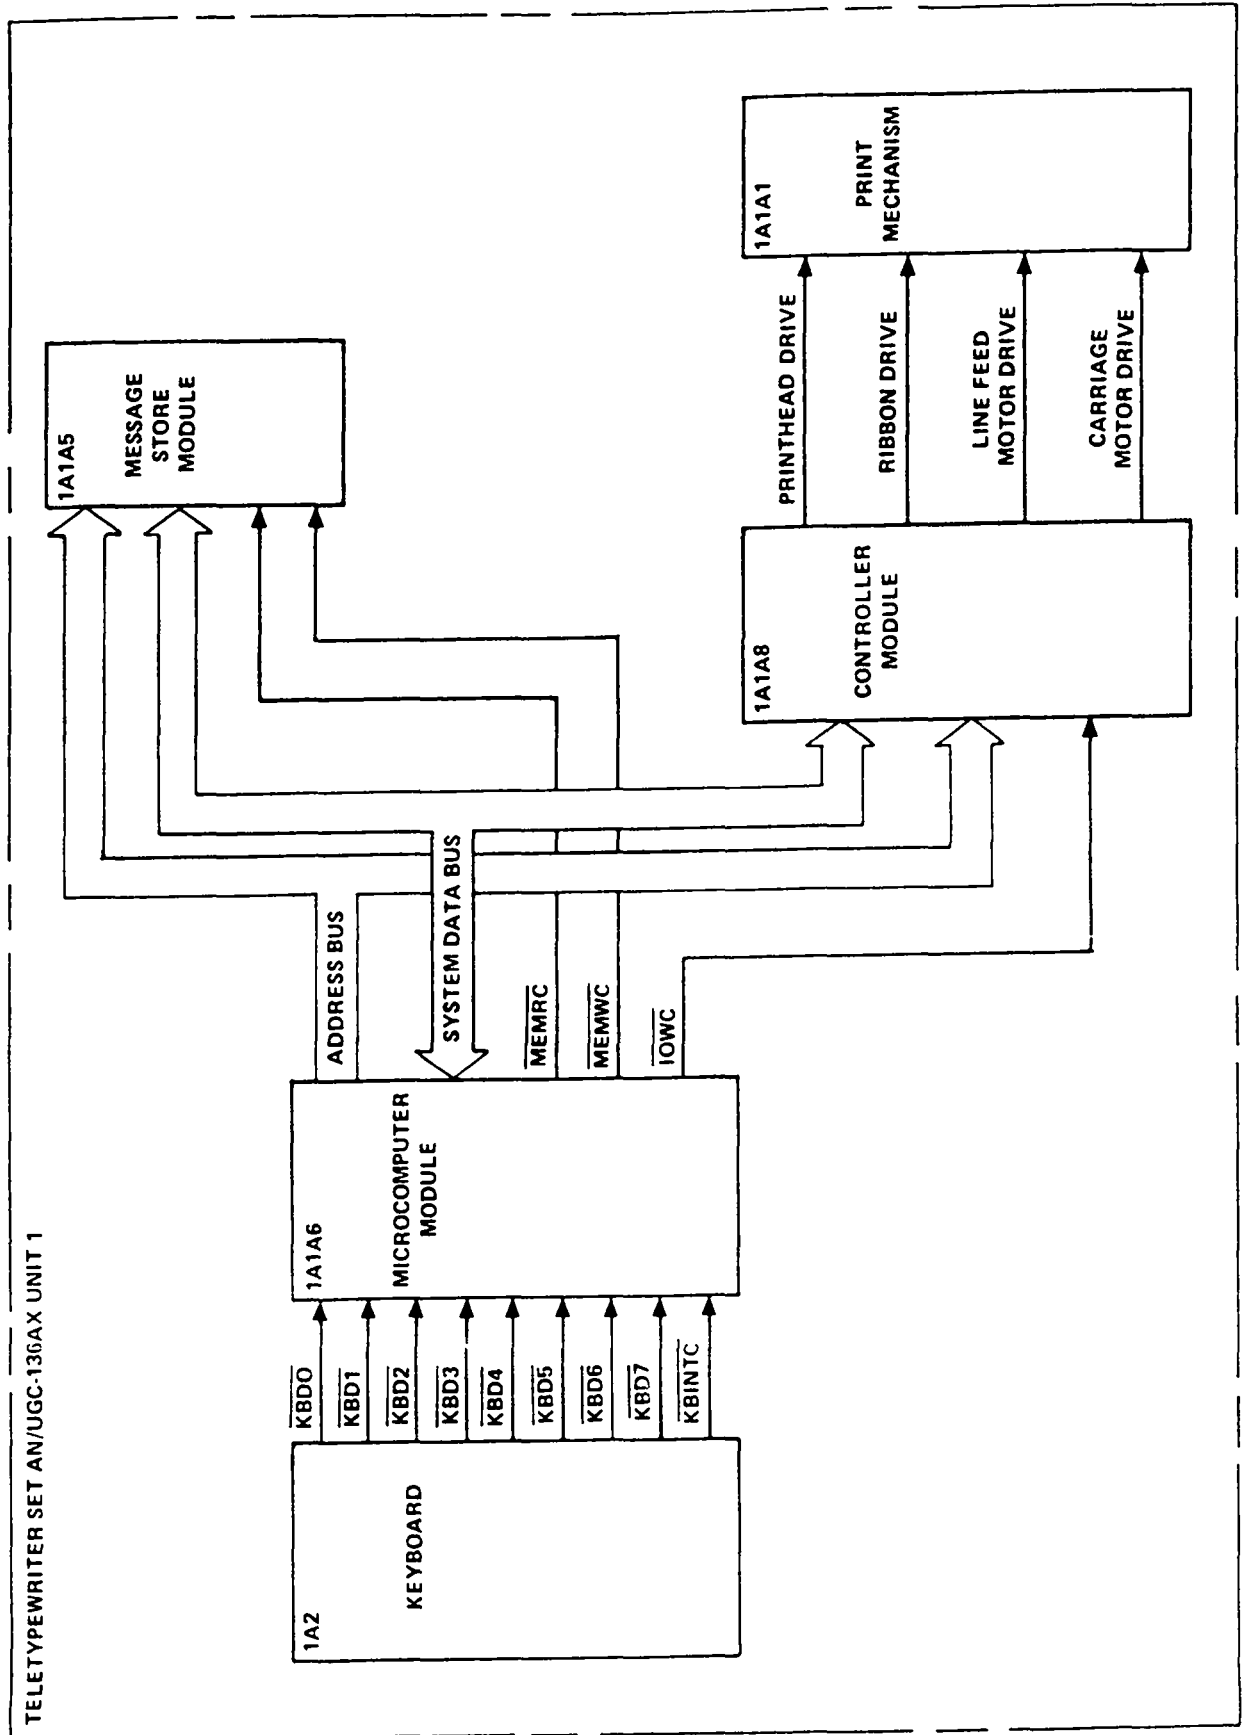 TELETYPEWRITER SET AN/UGC-136AX UNIT 1
1A2
KEYBOARD
KBD0
KBD1
KBD2
KBD3
KBD4
KBD5
KBD6
KBD7
KBINTC
1A1A6
MICROCOMPUTER
MODULE
ADDRESS BUS
SYSTEM DATA BUS
MEMRC
MEMWC
IOWC
1A1A5
MESSAGE
STORE
MODULE
1A1A8
CONTROLLER
MODULE
PRINTHEAD DRIVE
RIBBON DRIVE
LINE FEED
MOTOR DRIVE
CARRIAGE
MOTOR DRIVE
1A1A1
PRINT
MECHANISM